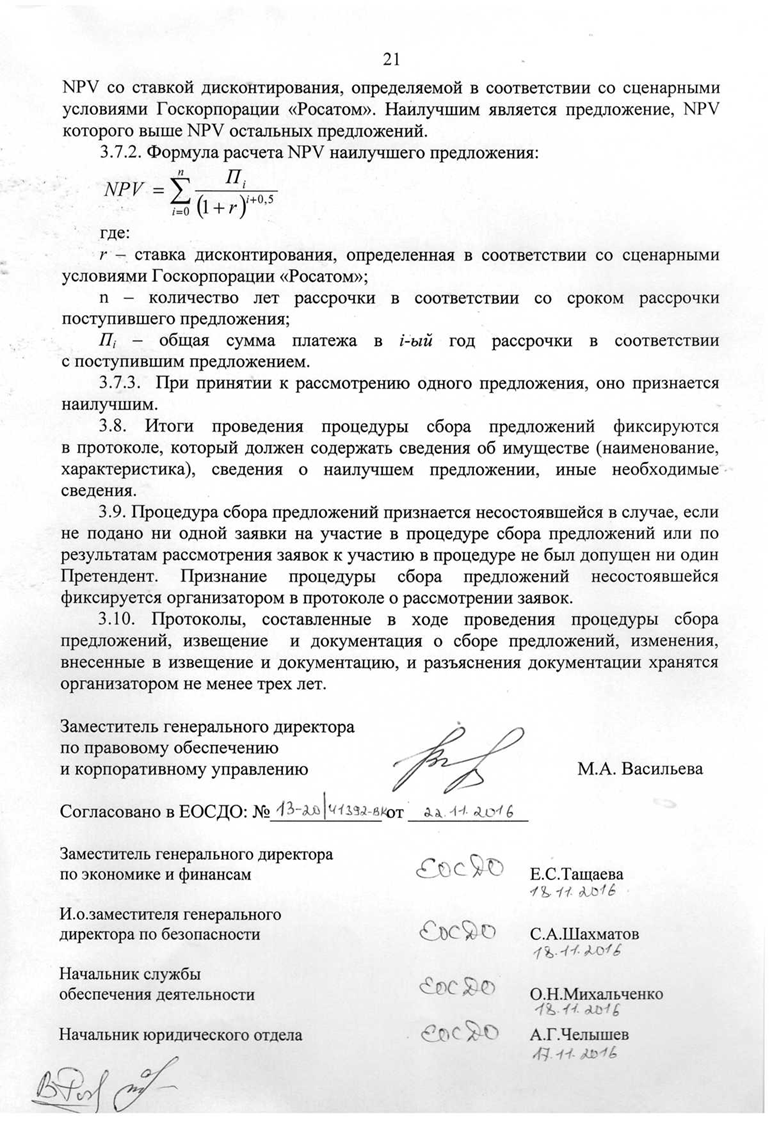 21
NPV со ставкой дисконтирования, определяемой в соответствии со сценарными
условиями Госкорпорации «Росатом». Наилучшим является предложение, NPV
которого выше NPV остальных предложений.
3.7.2. Формула расчета NPV наилучшего предложения:
NPV = ∑_{i=0}^{n} П_i / (1 + r)^{i+0,5}
где:
r – ставка дисконтирования, определенная в соответствии со сценарными
условиями Госкорпорации «Росатом»;
n – количество лет рассрочки в соответствии со сроком рассрочки
поступившего предложения;
П_i – общая сумма платежа в i-ый год рассрочки в соответствии
с поступившим предложением.
3.7.3. При принятии к рассмотрению одного предложения, оно признается
наилучшим.
3.8. Итоги проведения процедуры сбора предложений фиксируются
в протоколе, который должен содержать сведения об имуществе (наименование,
характеристика), сведения о наилучшем предложении, иные необходимые
сведения.
3.9. Процедура сбора предложений признается несостоявшейся в случае, если
не подано ни одной заявки на участие в процедуре сбора предложений или по
результатам рассмотрения заявок к участию в процедуре не был допущен ни один
Претендент. Признание процедуры сбора предложений несостоявшейся
фиксируется организатором в протоколе о рассмотрении заявок.
3.10. Протоколы, составленные в ходе проведения процедуры сбора
предложений, извещение и документация о сборе предложений, изменения,
внесенные в извещение и документацию, и разъяснения документации хранятся
организатором не менее трех лет.
Заместитель генерального директора
по правовому обеспечению
и корпоративному управлению М.А. Васильева
Согласовано в ЕОСДО: № 13-20/41392-ВК от 22.11.2016
Заместитель генерального директора
по экономике и финансам ЕОСДО Е.С.Тащаева
18.11.2016
И.о.заместителя генерального
директора по безопасности ЕОСДО С.А.Шахматов
18.11.2016
Начальник службы
обеспечения деятельности ЕОСДО О.Н.Михальченко
18.11.2016
Начальник юридического отдела ЕОСДО А.Г.Челышев
17.11.2016